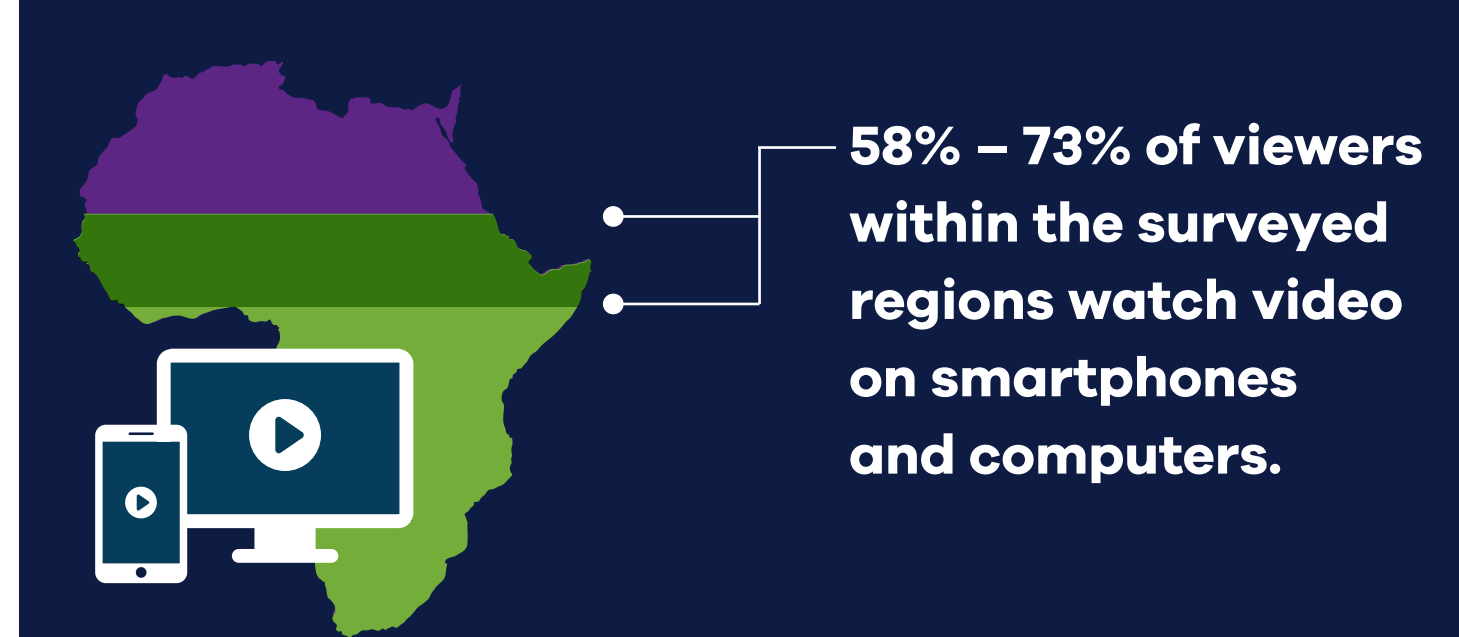 58% – 73% of viewers
within the surveyed
regions watch video
on smartphones
and computers.